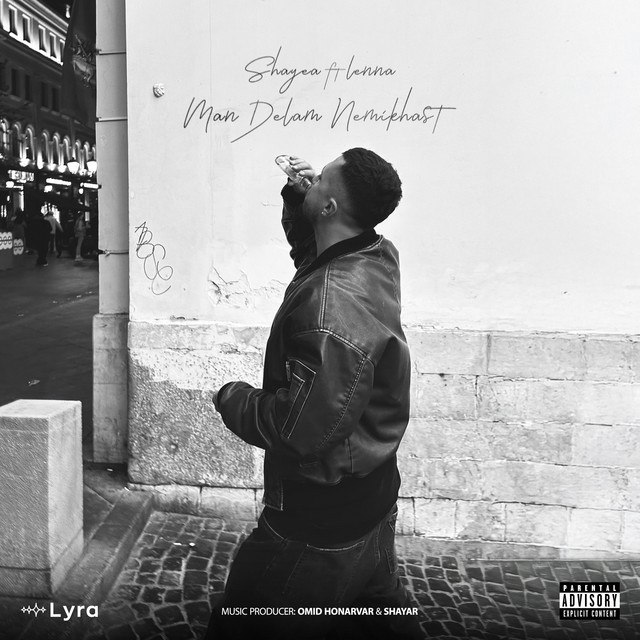 Shayea ft lenna
Man Delam Nemikhast
Lyra
MUSIC PRODUCER: OMID HONARVAR & SHAYAR
PARENTAL
ADVISORY
EXPLICIT CONTENT